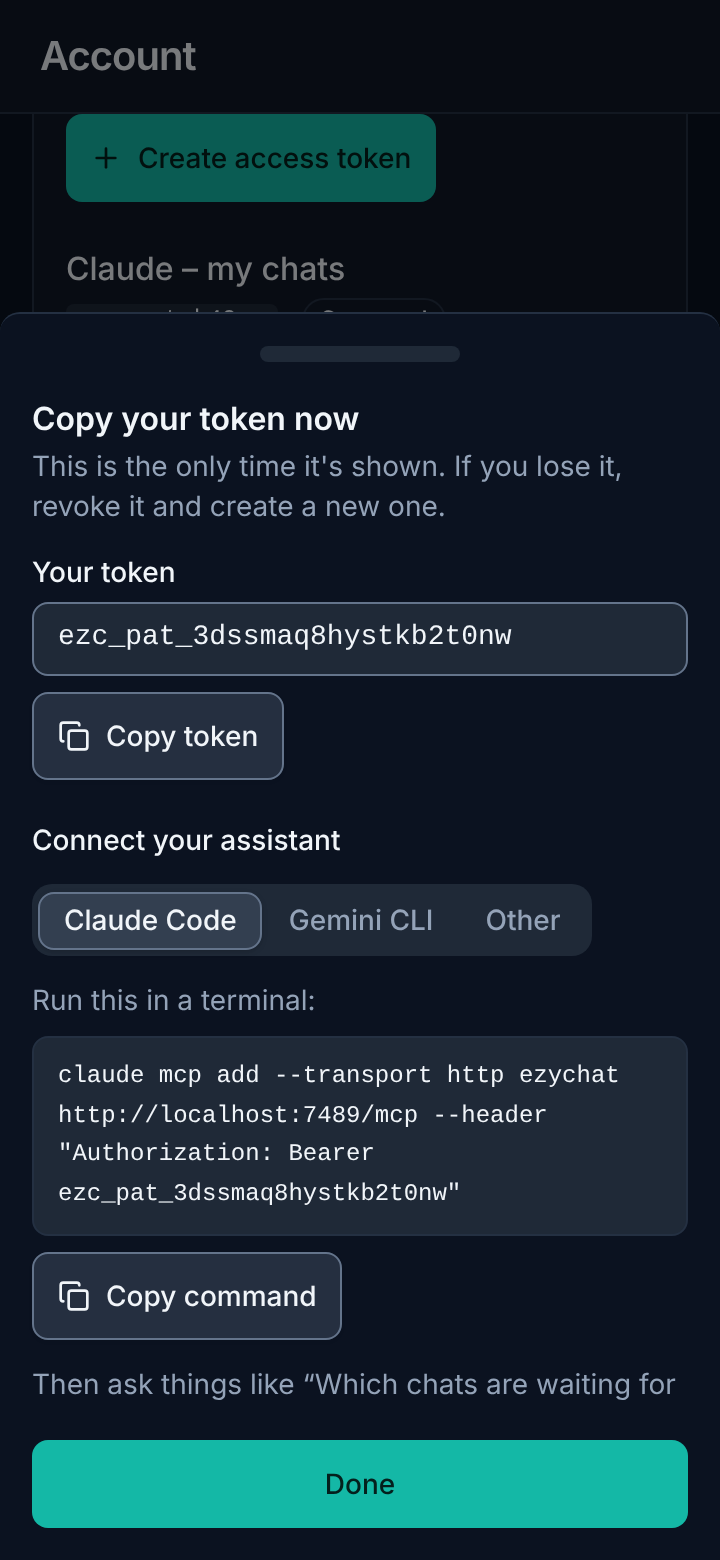 Account
Create access token
Claude – my chats
Copy your token now
This is the only time it's shown. If you lose it,
revoke it and create a new one.
Your token
ezc_pat_3dssmaq8hystkb2t0nw
Copy token
Connect your assistant
Claude Code Gemini CLI Other
Run this in a terminal:
claude mcp add --transport http ezychat
http://localhost:7489/mcp --header
"Authorization: Bearer
ezc_pat_3dssmaq8hystkb2t0nw"
Copy command
Then ask things like “Which chats are waiting for
Done